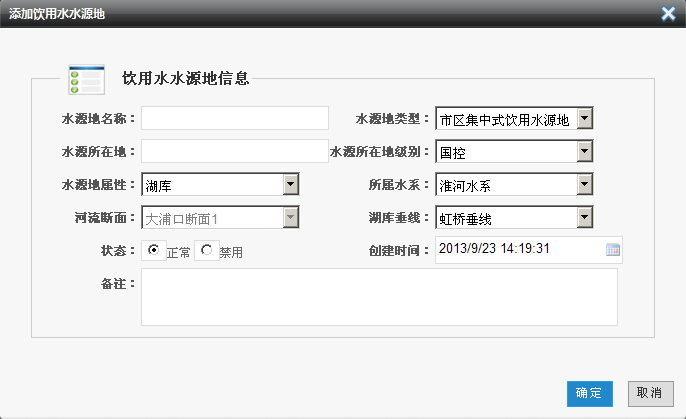 添加饮用水水源地
饮用水水源地信息
水源地名称： 水源地类型： 市区集中式饮用水源地
水源所在地： 水源所在地级别： 国控
水源地属性： 湖库 所属水系： 淮河水系
河流断面： 大浦口断面1 湖库垂线： 虹桥垂线
状态： 正常 禁用 创建时间： 2013/9/23 14:19:31
备注：
确定 取消